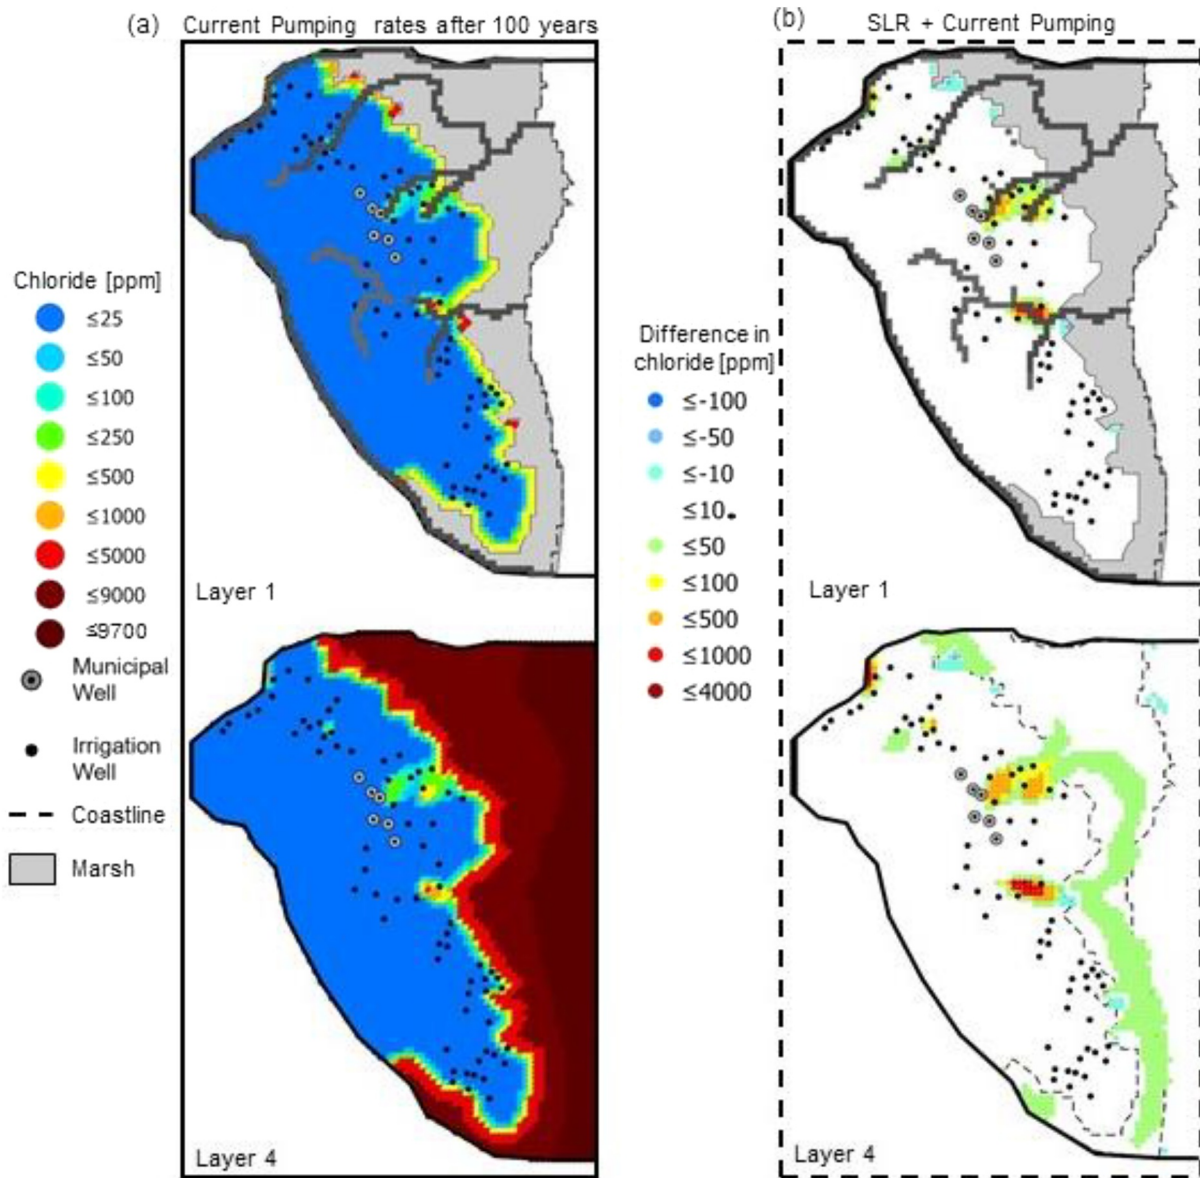 (a) Current Pumping rates after 100 years
(b) SLR + Current Pumping
Chloride [ppm]
≤25
≤50
≤100
≤250
≤500
≤1000
≤5000
≤9000
≤9700
Municipal
Well
Irrigation
Well
Coastline
Marsh
Layer 1
Layer 4
Difference in
chloride [ppm]
≤-100
≤-50
≤-10
≤10
≤50
≤100
≤500
≤1000
≤4000
Layer 1
Layer 4